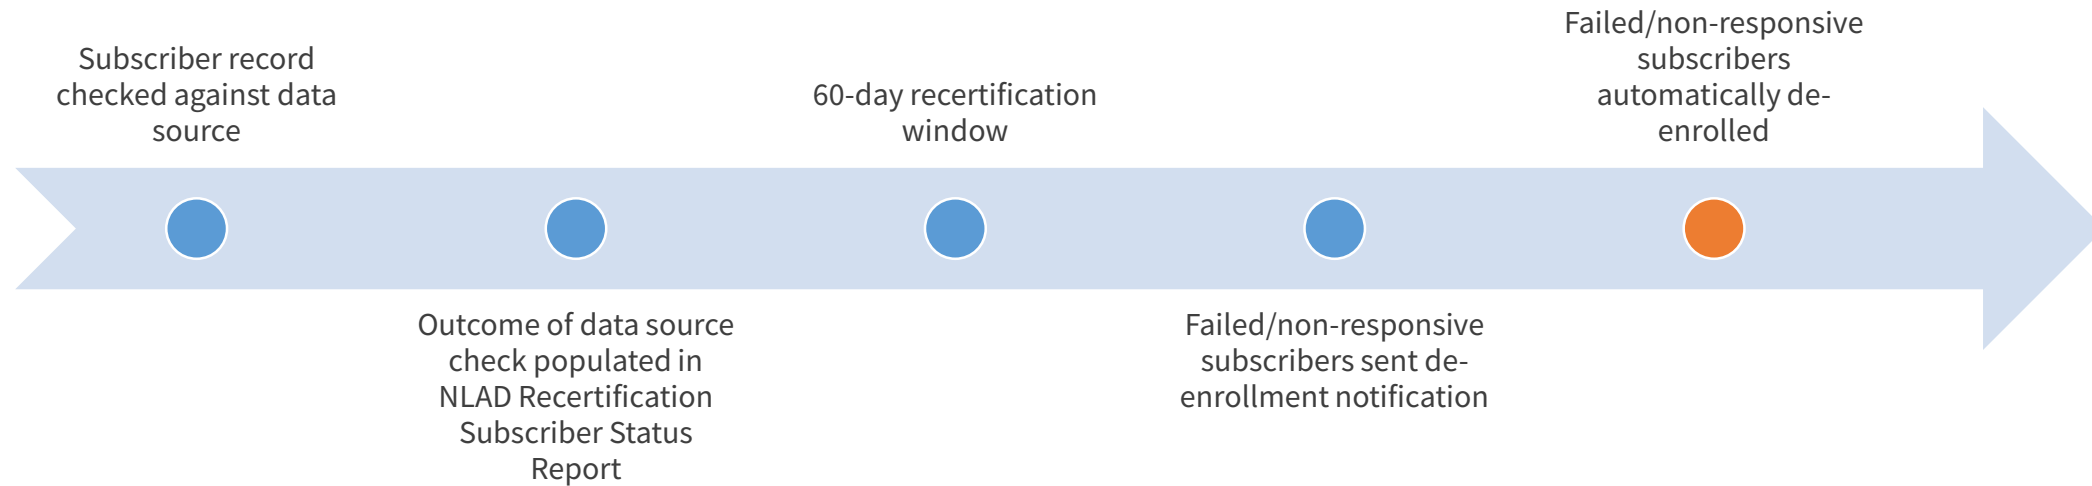 Subscriber record
checked against data
source
Outcome of data source
check populated in
NLAD Recertification
Subscriber Status
Report
60-day recertification
window
Failed/non-responsive
subscribers sent de-
enrollment notification
Failed/non-responsive
subscribers
automatically de-
enrolled